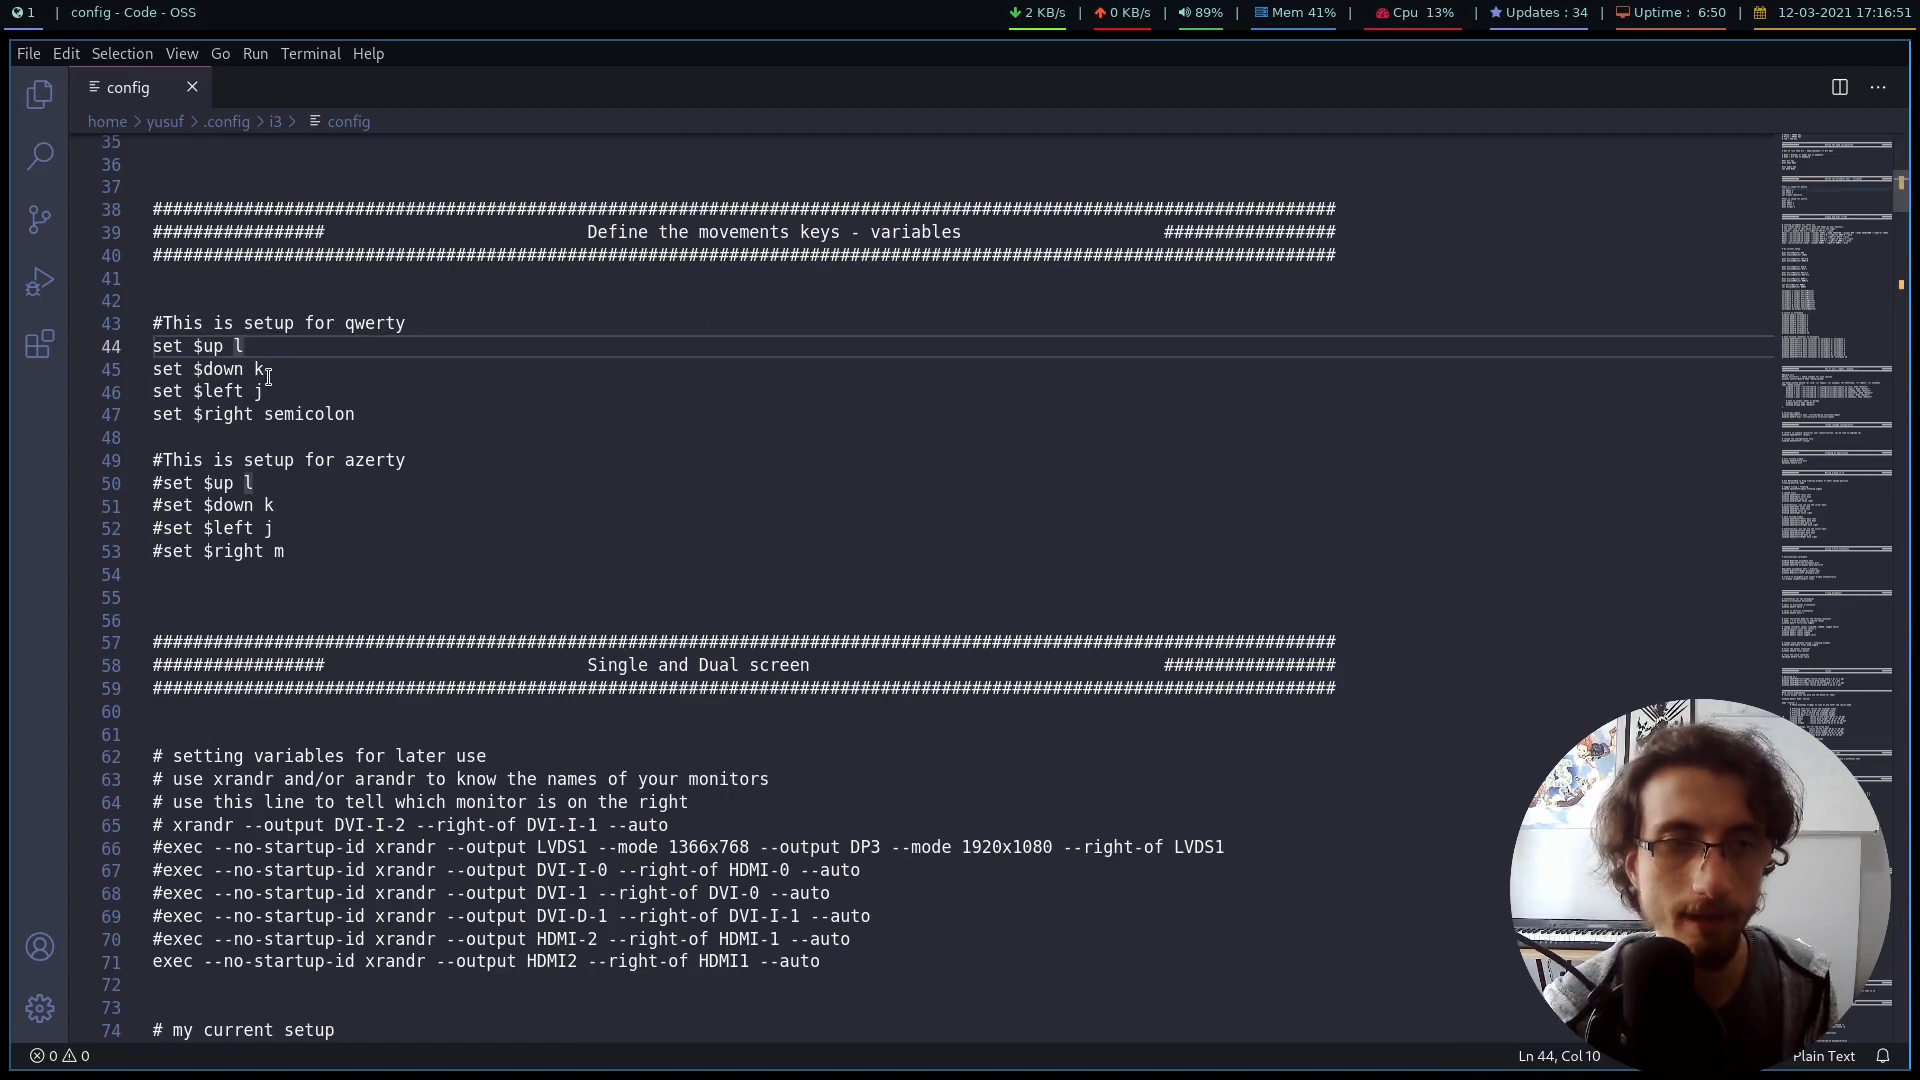 1 | config - Code - OSS
2 KB/s | 0 KB/s | 89% | Mem 41% | Cpu 13% | Updates : 34 | Uptime : 6:50 | 12-03-2021 17:16:51
File Edit Selection View Go Run Terminal Help
config
home > yusuf > .config > i3 > config
35
36
37
38 #####################################################################################################################
39 ################# Define the movements keys - variables #################
40 #####################################################################################################################
41
42
43 #This is setup for qwerty
44 set $up l
45 set $down k
46 set $left j
47 set $right semicolon
48
49 #This is setup for azerty
50 #set $up l
51 #set $down k
52 #set $left j
53 #set $right m
54
55
56
57 #####################################################################################################################
58 ################# Single and Dual screen #################
59 #####################################################################################################################
60
61
62 # setting variables for later use
63 # use xrandr and/or arandr to know the names of your monitors
64 # use this line to tell which monitor is on the right
65 # xrandr --output DVI-I-2 --right-of DVI-I-1 --auto
66 #exec --no-startup-id xrandr --output LVDS1 --mode 1366x768 --output DP3 --mode 1920x1080 --right-of LVDS1
67 #exec --no-startup-id xrandr --output DVI-I-0 --right-of HDMI-0 --auto
68 #exec --no-startup-id xrandr --output DVI-1 --right-of DVI-0 --auto
69 #exec --no-startup-id xrandr --output DVI-D-1 --right-of DVI-I-1 --auto
70 #exec --no-startup-id xrandr --output HDMI-2 --right-of HDMI-1 --auto
71 exec --no-startup-id xrandr --output HDMI2 --right-of HDMI1 --auto
72
73
74 # my current setup
0 0 Ln 44, Col 10 Plain Text